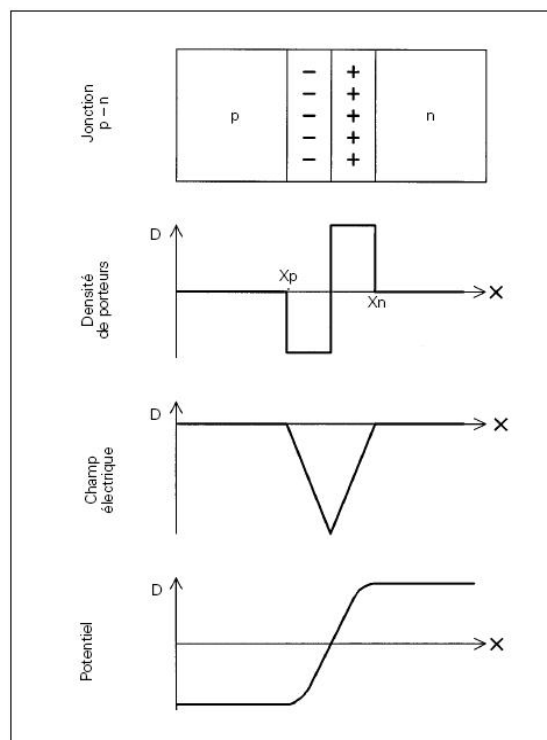 Jonction
p – n
p
– +
– +
– +
– +
– +
n
Densité
de porteurs
D
Xp
Xn
X
Champ
électrique
D
X
Potentiel
D
X